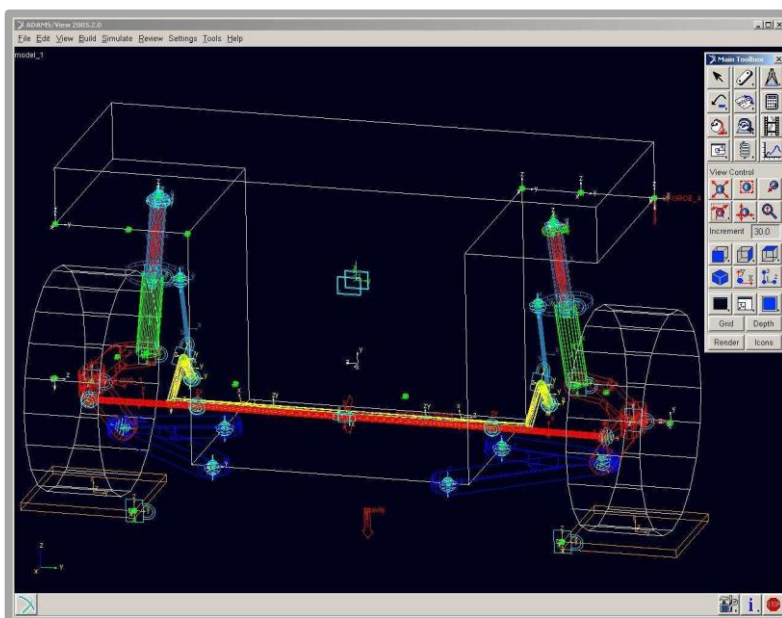 ADAMS/View 2005.2.0
File Edit View Build Simulate Review Settings Tools Help
model_1
Main Toolbox
View Control
Increment 30.0
Grid Depth
Render Icons